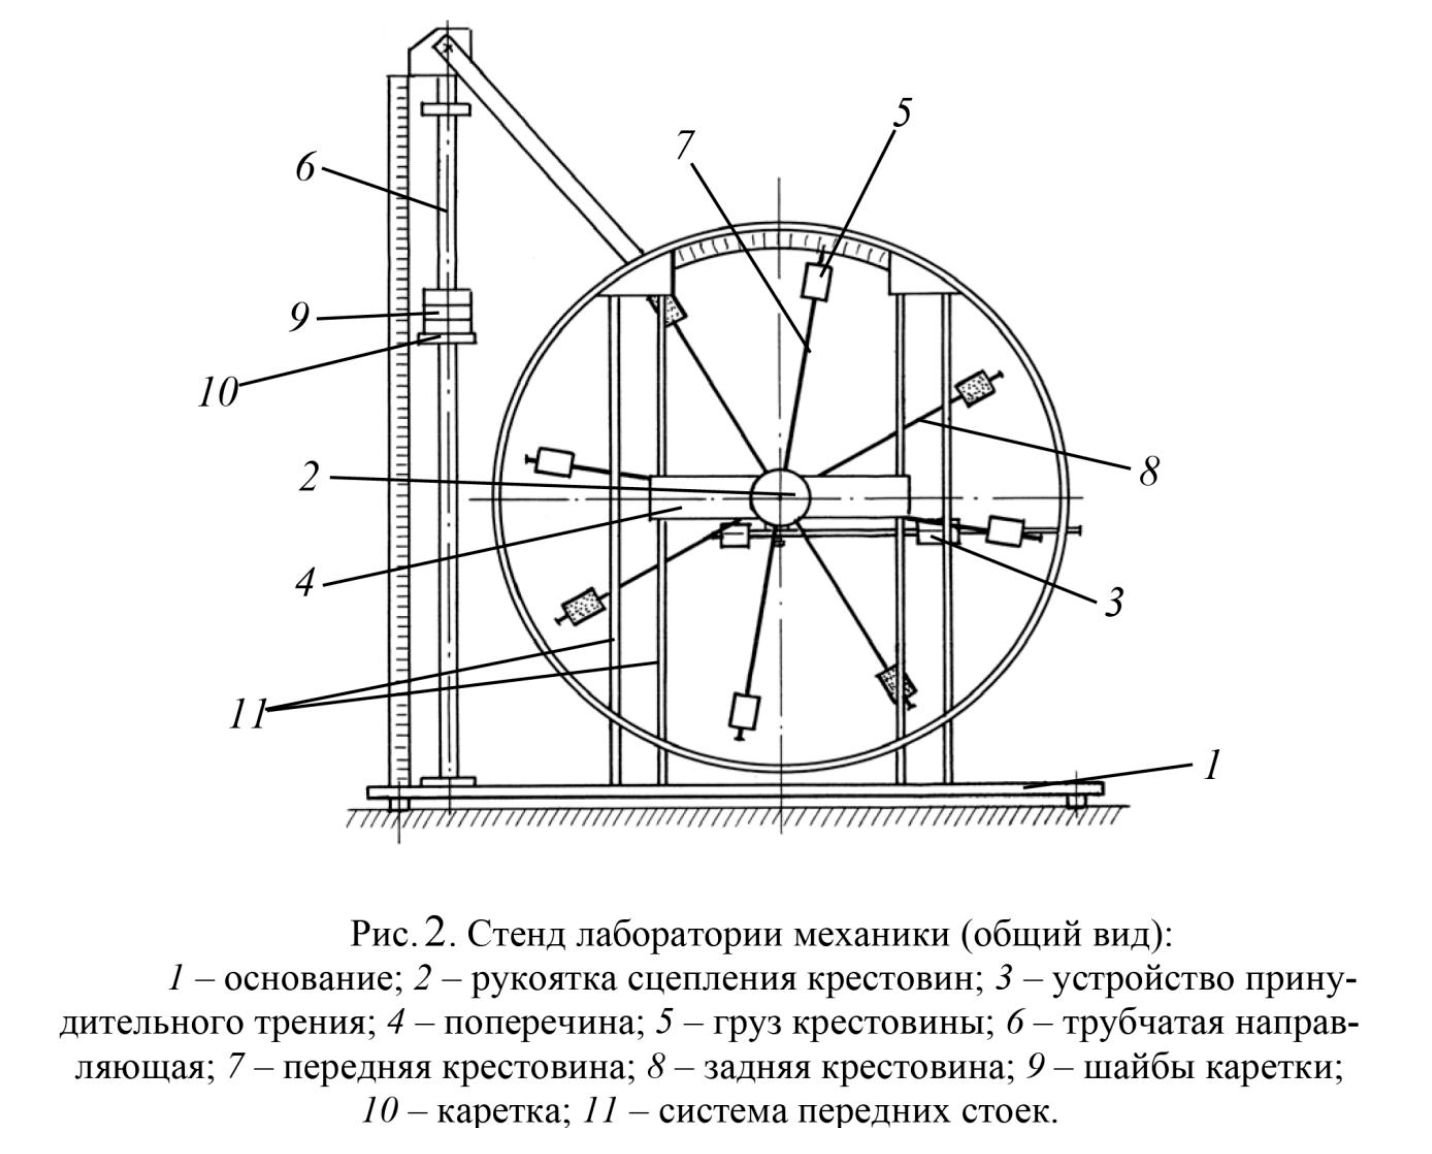 5
7
6
9
10
2
8
4
3
11
1
Рис. 2. Стенд лаборатории механики (общий вид):
1 – основание; 2 – рукоятка сцепления крестовин; 3 – устройство прину-
дительного трения; 4 – поперечина; 5 – груз крестовины; 6 – трубчатая направ-
ляющая; 7 – передняя крестовина; 8 – задняя крестовина; 9 – шайбы каретки;
10 – каретка; 11 – система передних стоек.